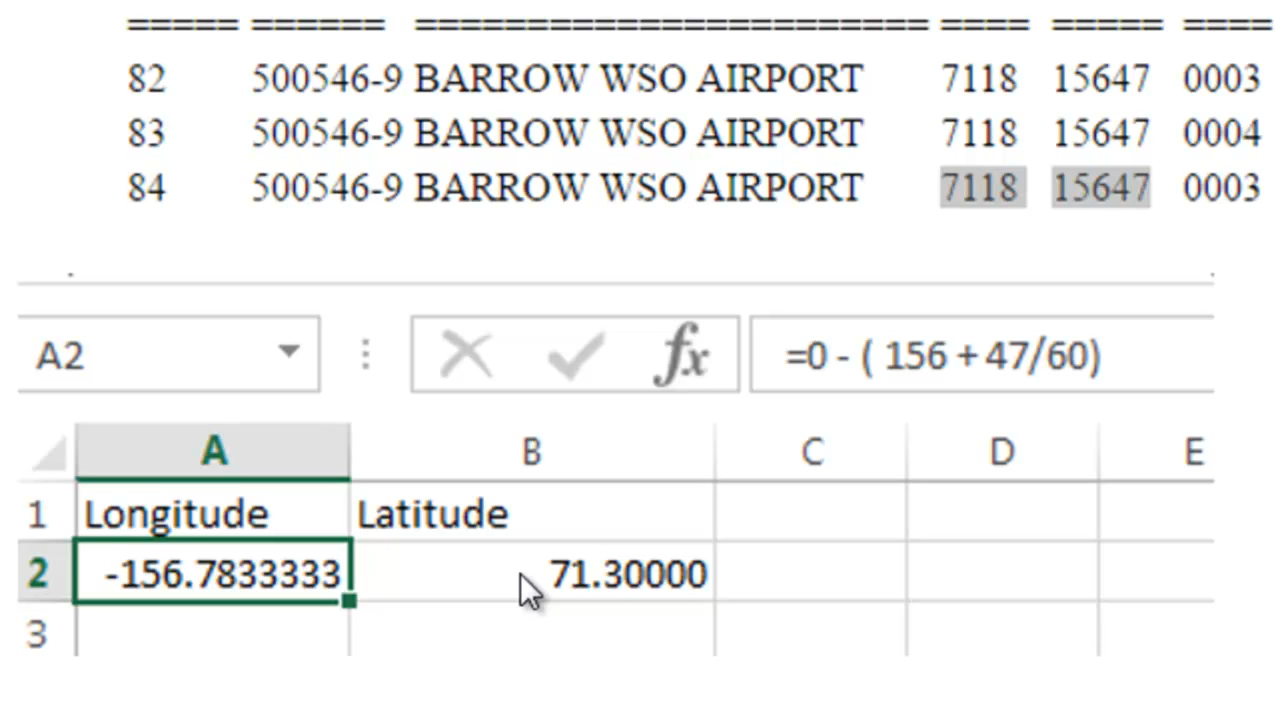 ===== ====== ======================= ==== ===== ====
82 500546-9 BARROW WSO AIRPORT 7118 15647 0003
83 500546-9 BARROW WSO AIRPORT 7118 15647 0004
84 500546-9 BARROW WSO AIRPORT 7118 15647 0003
A2 fx =0 - ( 156 + 47/60)
A B C D E
1 Longitude Latitude
2 -156.7833333 71.30000
3